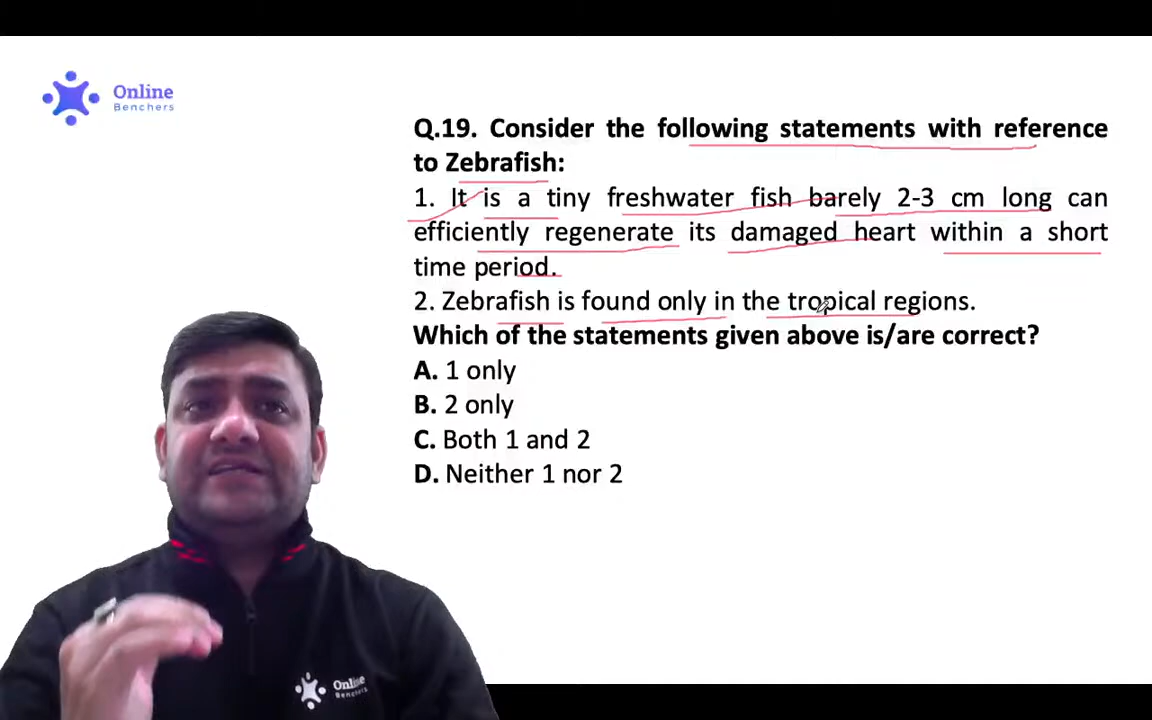 Online
Benchers
Q.19. Consider the following statements with reference
to Zebrafish:
1. It is a tiny freshwater fish barely 2-3 cm long can
efficiently regenerate its damaged heart within a short
time period.
2. Zebrafish is found only in the tropical regions.
Which of the statements given above is/are correct?
A. 1 only
B. 2 only
C. Both 1 and 2
D. Neither 1 nor 2
Online
Benchers